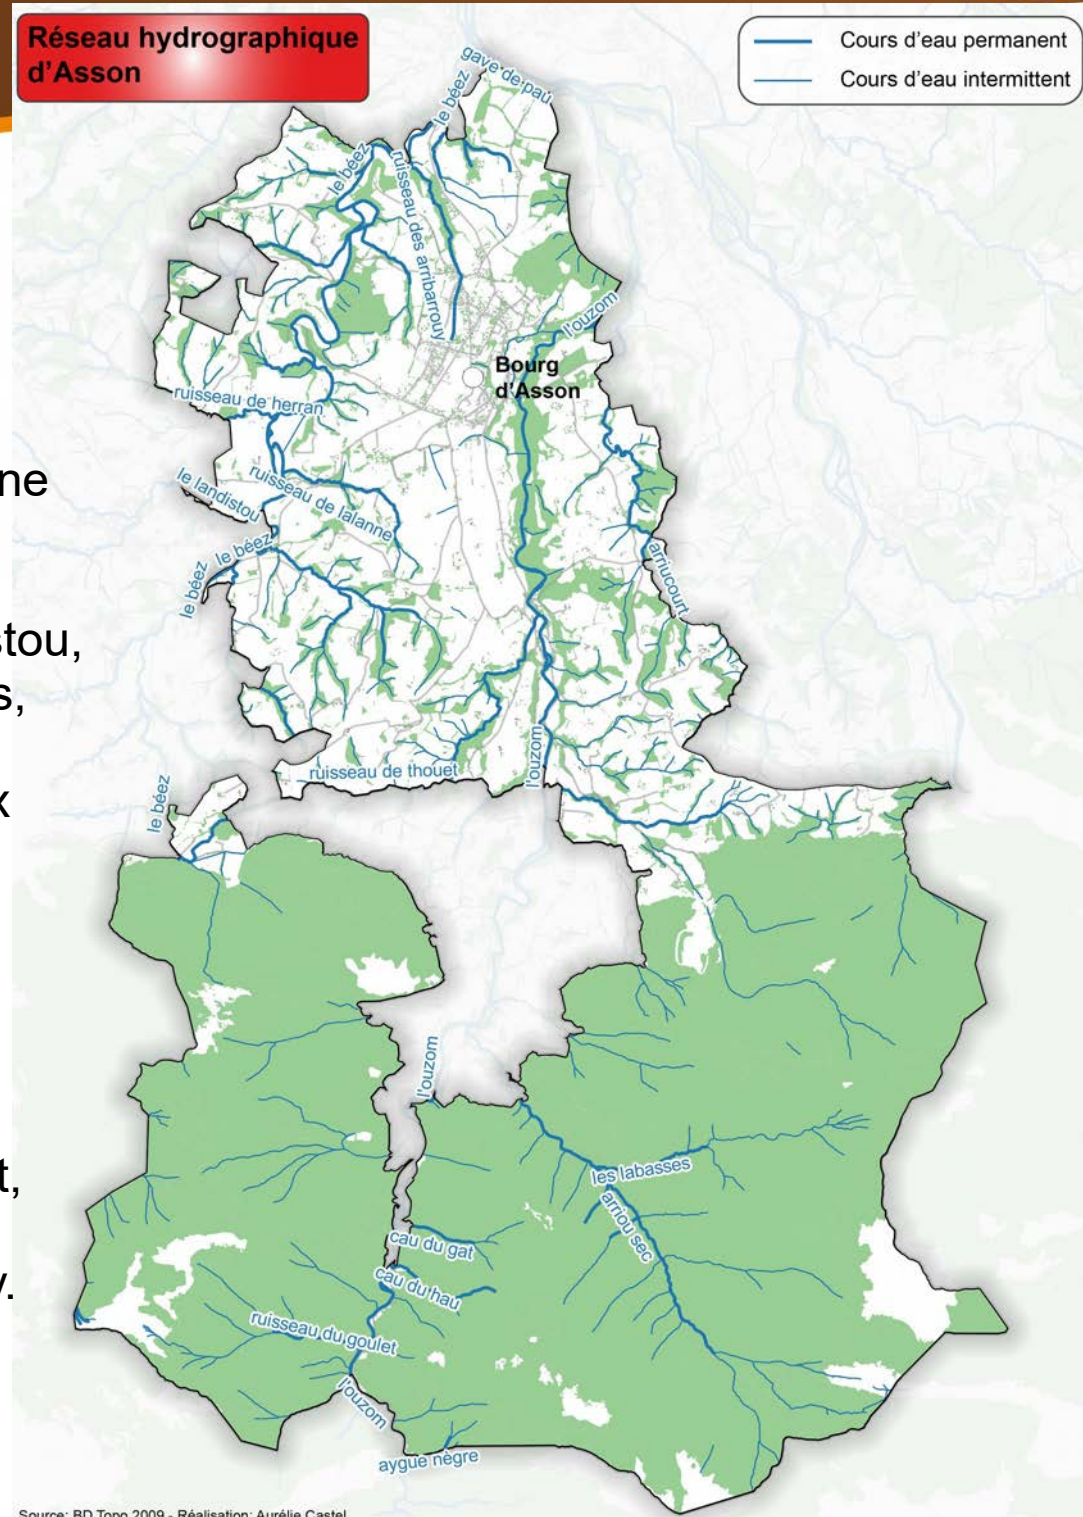 Réseau hydrographique
d'Asson
Cours d'eau permanent
Cours d'eau intermittent
gave de pau
le béez
le béez
ruisseau des arribarrouy
l'ouzom
Bourg
d'Asson
ruisseau de herran
ne
le landistou
ruisseau de lalanne
le béez
le béez
arriucourt
stou,
s,
l'ouzom
ruisseau de thouet
le béez
x
l'ouzom
t,
les labasses
arriou sec
cau du gat
cau du hau
y.
ruisseau du goulet
l'ouzom
aygue nègre
Source: BD Topo 2009 - Réalisation: Aurélie Castel